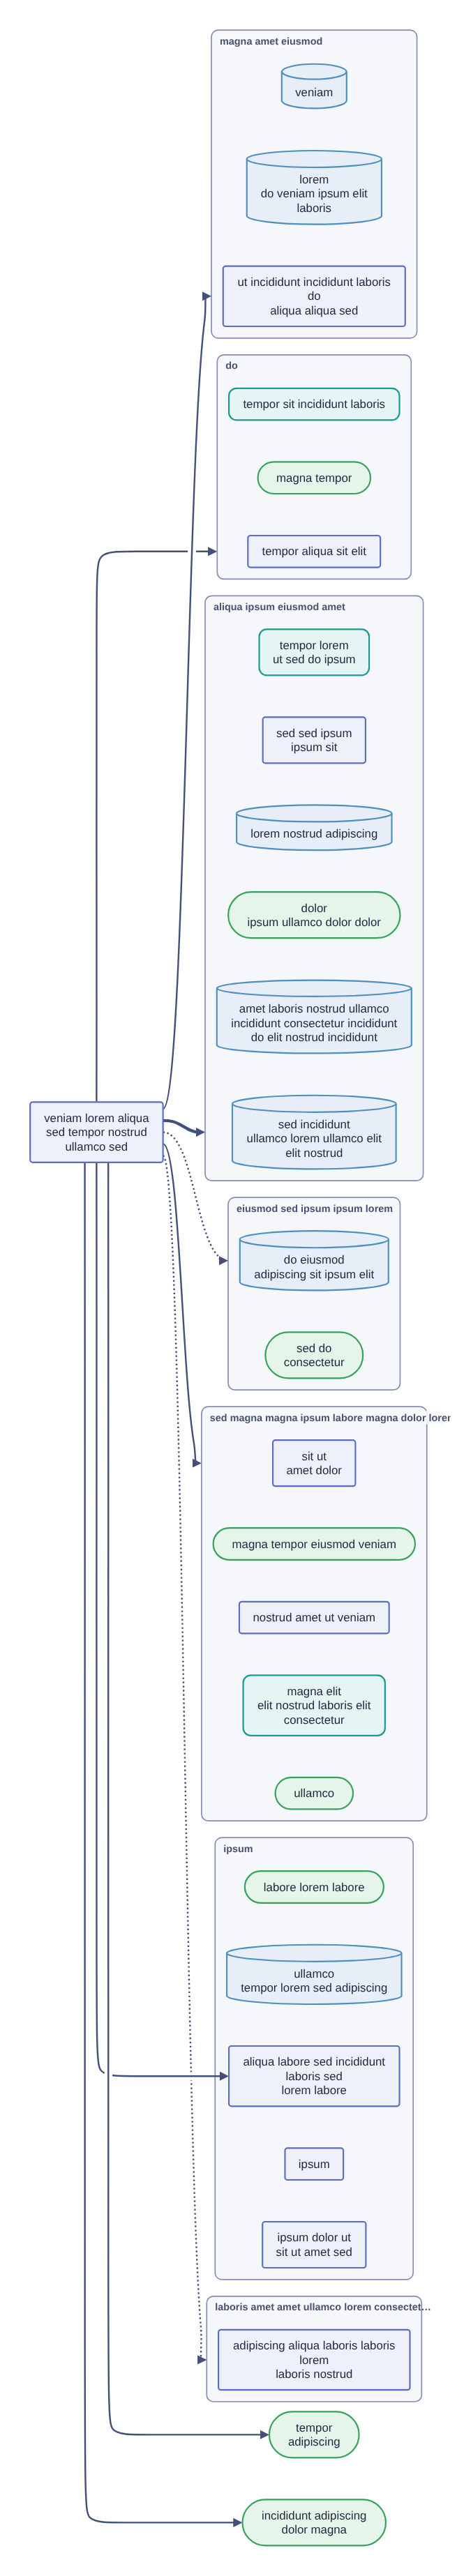 magna amet eiusmod
veniam
lorem
do veniam ipsum elit
laboris
ut incididunt incididunt laboris
do
aliqua aliqua sed
do
tempor sit incididunt laboris
magna tempor
tempor aliqua sit elit
aliqua ipsum eiusmod amet
tempor lorem
ut sed do ipsum
sed sed ipsum
ipsum sit
lorem nostrud adipiscing
dolor
ipsum ullamco dolor dolor
amet laboris nostrud ullamco
incididunt consectetur incididunt
do elit nostrud incididunt
sed incididunt
ullamco lorem ullamco elit
elit nostrud
veniam lorem aliqua
sed tempor nostrud
ullamco sed
eiusmod sed ipsum ipsum lorem
do eiusmod
adipiscing sit ipsum elit
sed do
consectetur
sed magna magna ipsum labore magna dolor lorem
sit ut
amet dolor
magna tempor eiusmod veniam
nostrud amet ut veniam
magna elit
elit nostrud laboris elit
consectetur
ullamco
ipsum
labore lorem labore
ullamco
tempor lorem sed adipiscing
aliqua labore sed incididunt
laboris sed
lorem labore
ipsum
ipsum dolor ut
sit ut amet sed
laboris amet amet ullamco lorem consectet…
adipiscing aliqua laboris laboris
lorem
laboris nostrud
tempor
adipiscing
incididunt adipiscing
dolor magna